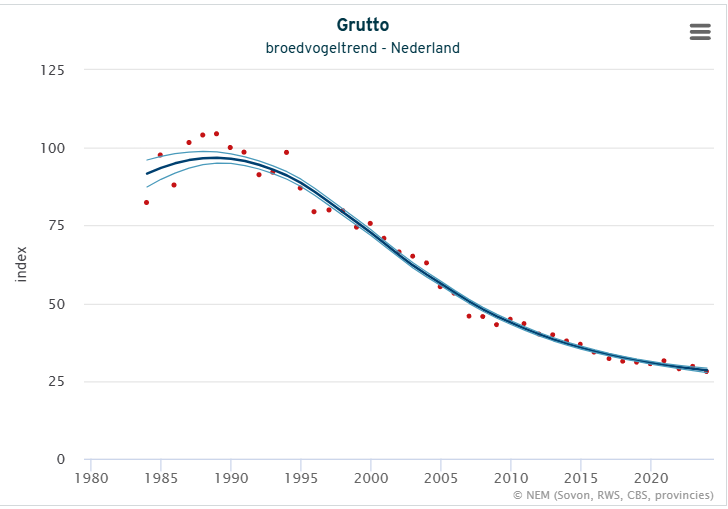 Grutto
broedvogeltrend - Nederland
125
100
75
50
25
0
index
1980 1985 1990 1995 2000 2005 2010 2015 2020
© NEM (Sovon, RWS, CBS, provincies)